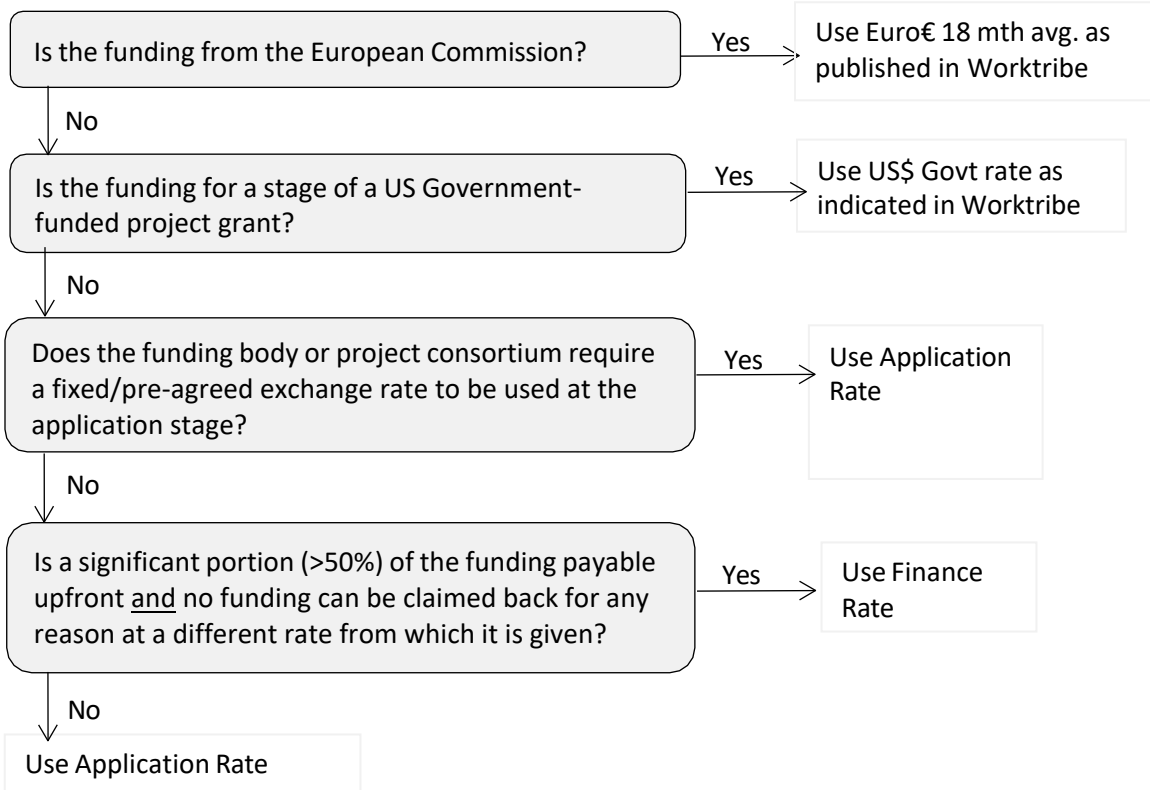 Is the funding from the European Commission?
Yes
Use Euro€ 18 mth avg. as
published in Worktribe
No
Is the funding for a stage of a US Government-
funded project grant?
Yes
Use US$ Govt rate as
indicated in Worktribe
No
Does the funding body or project consortium require
a fixed/pre-agreed exchange rate to be used at the
application stage?
Yes
Use Application
Rate
No
Is a significant portion (>50%) of the funding payable
upfront and no funding can be claimed back for any
reason at a different rate from which it is given?
Yes
Use Finance
Rate
No
Use Application Rate